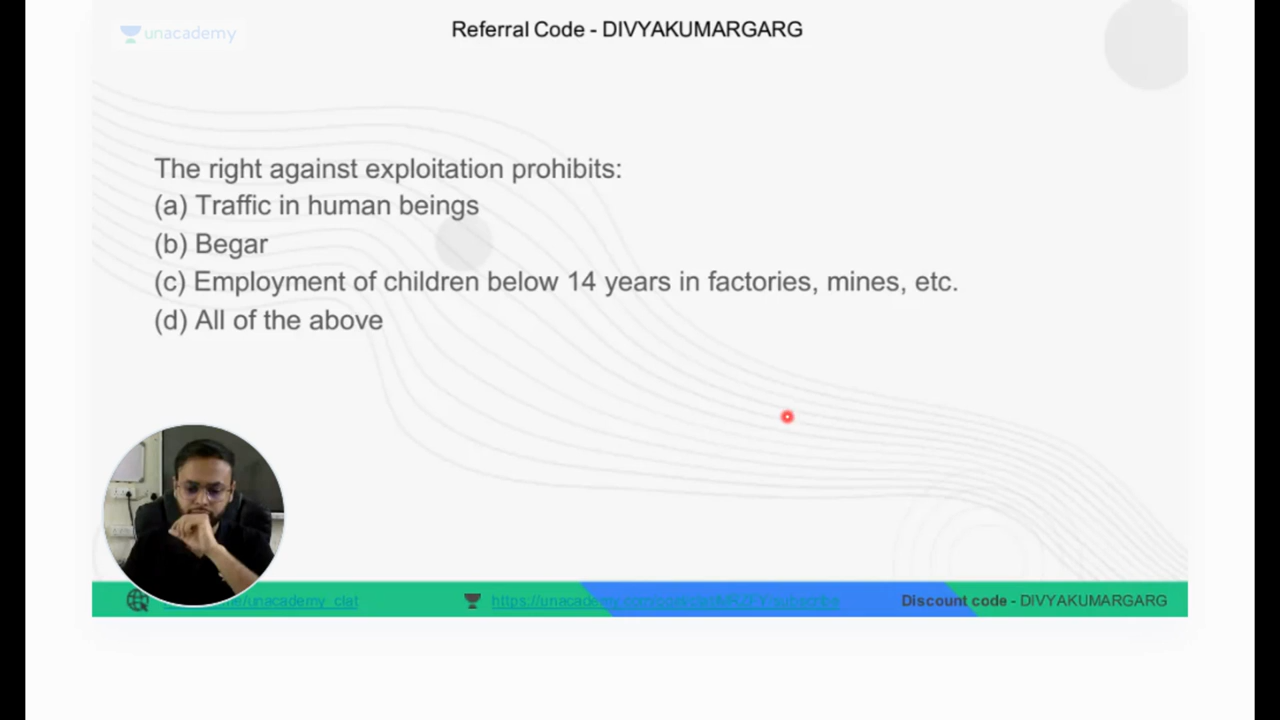 unacademy
Referral Code - DIVYAKUMARGARG
The right against exploitation prohibits:
(a) Traffic in human beings
(b) Begar
(c) Employment of children below 14 years in factories, mines, etc.
(d) All of the above
/unacademy_clat
Discount code - DIVYAKUMARGARG